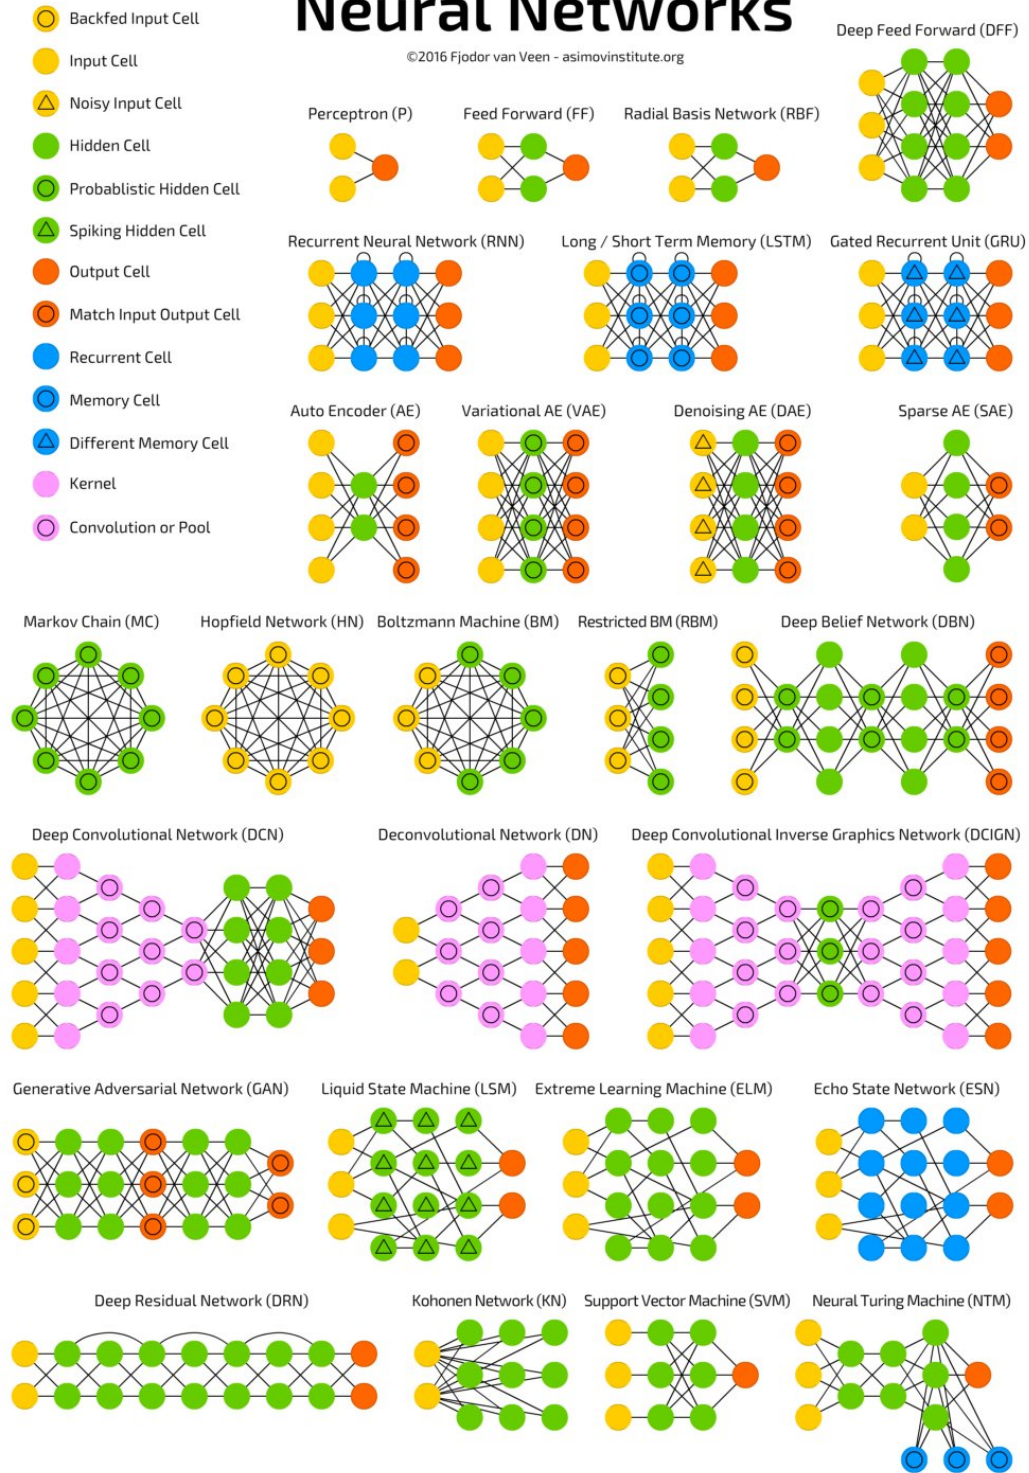 Neural Networks
©2016 Fjodor van Veen - asimovinstitute.org
Backfed Input Cell
Input Cell
Noisy Input Cell
Hidden Cell
Probablistic Hidden Cell
Spiking Hidden Cell
Output Cell
Match Input Output Cell
Recurrent Cell
Memory Cell
Different Memory Cell
Kernel
Convolution or Pool
Deep Feed Forward (DFF)
Perceptron (P)
Feed Forward (FF)
Radial Basis Network (RBF)
Recurrent Neural Network (RNN)
Long / Short Term Memory (LSTM)
Gated Recurrent Unit (GRU)
Auto Encoder (AE)
Variational AE (VAE)
Denoising AE (DAE)
Sparse AE (SAE)
Markov Chain (MC)
Hopfield Network (HN)
Boltzmann Machine (BM)
Restricted BM (RBM)
Deep Belief Network (DBN)
Deep Convolutional Network (DCN)
Deconvolutional Network (DN)
Deep Convolutional Inverse Graphics Network (DCIGN)
Generative Adversarial Network (GAN)
Liquid State Machine (LSM)
Extreme Learning Machine (ELM)
Echo State Network (ESN)
Deep Residual Network (DRN)
Kohonen Network (KN)
Support Vector Machine (SVM)
Neural Turing Machine (NTM)